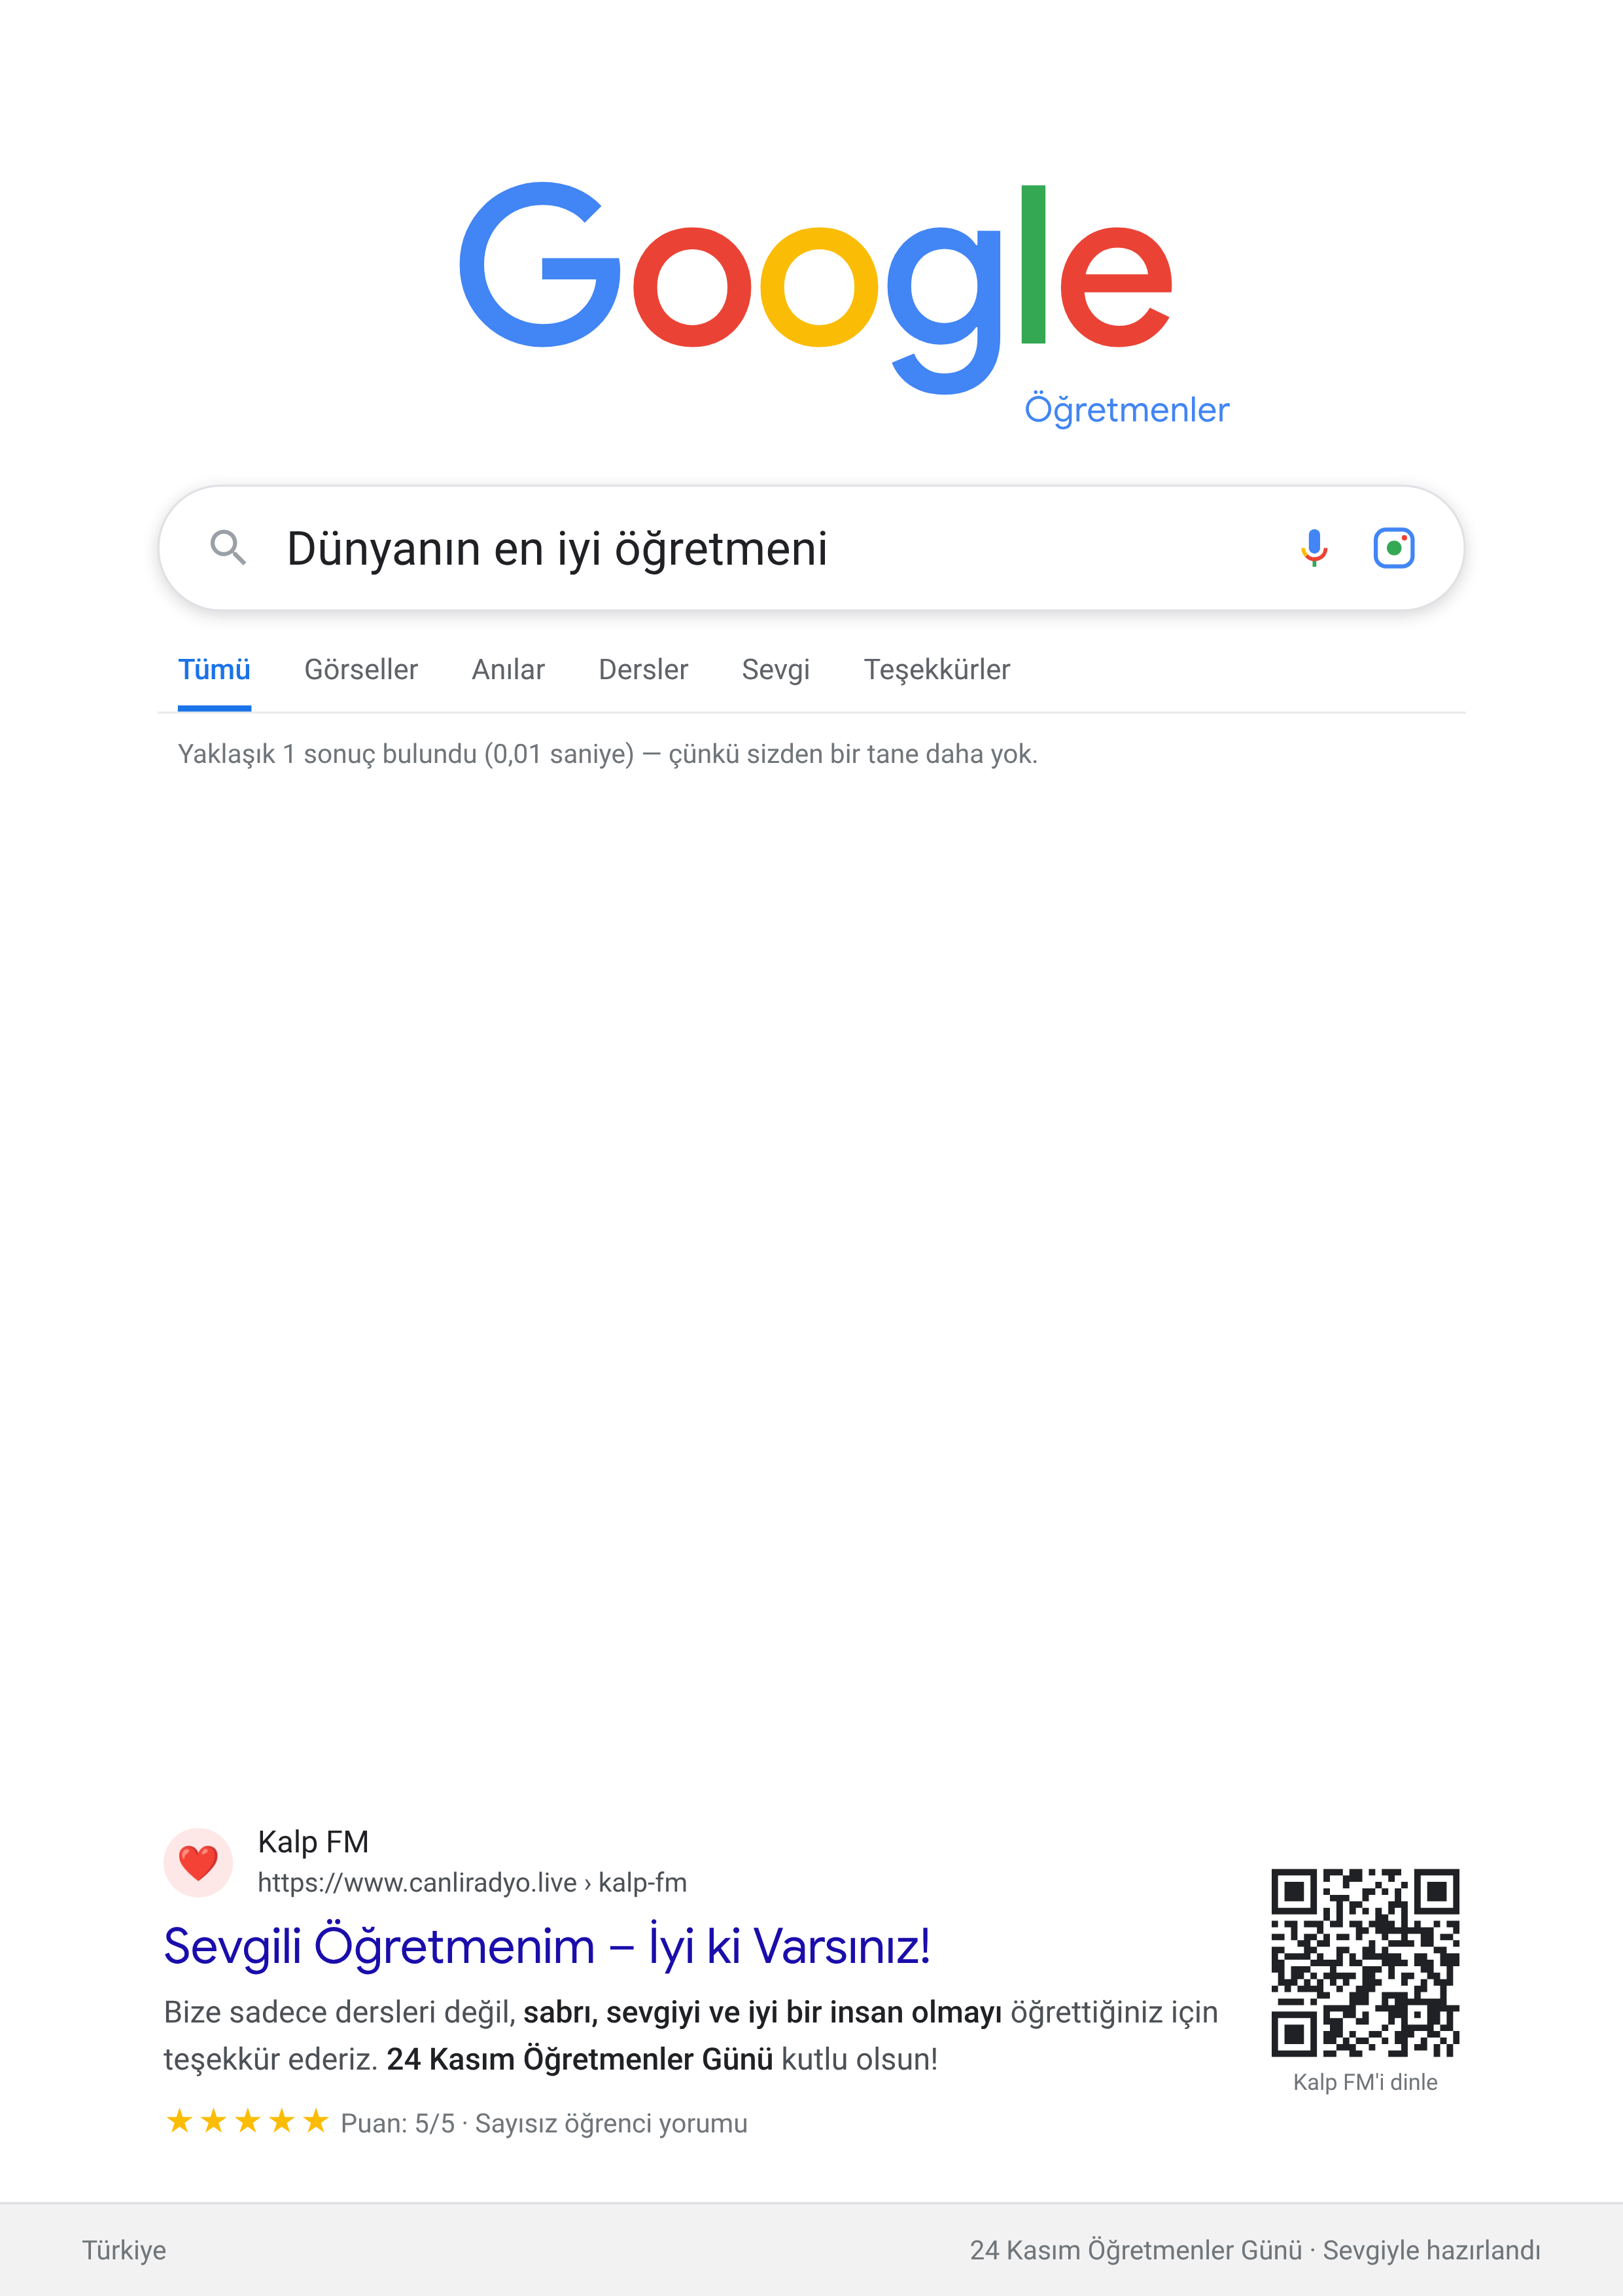 Google
Öğretmenler
Dünyanın en iyi öğretmeni
Tümü Görseller Anılar Dersler Sevgi Teşekkürler
Yaklaşık 1 sonuç bulundu (0,01 saniye) — çünkü sizden bir tane daha yok.
Kalp FM
https://www.canliradyo.live › kalp-fm
Sevgili Öğretmenim – İyi ki Varsınız!
Bize sadece dersleri değil, sabrı, sevgiyi ve iyi bir insan olmayı öğrettiğiniz için
teşekkür ederiz. 24 Kasım Öğretmenler Günü kutlu olsun!
★★★★★ Puan: 5/5 · Sayısız öğrenci yorumu
Kalp FM'i dinle
Türkiye
24 Kasım Öğretmenler Günü · Sevgiyle hazırlandı